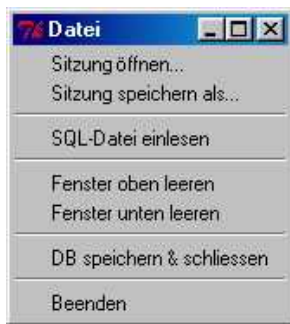 Datei
Sitzung öffnen...
Sitzung speichern als...
SQL-Datei einlesen
Fenster oben leeren
Fenster unten leeren
DB speichern & schliessen
Beenden